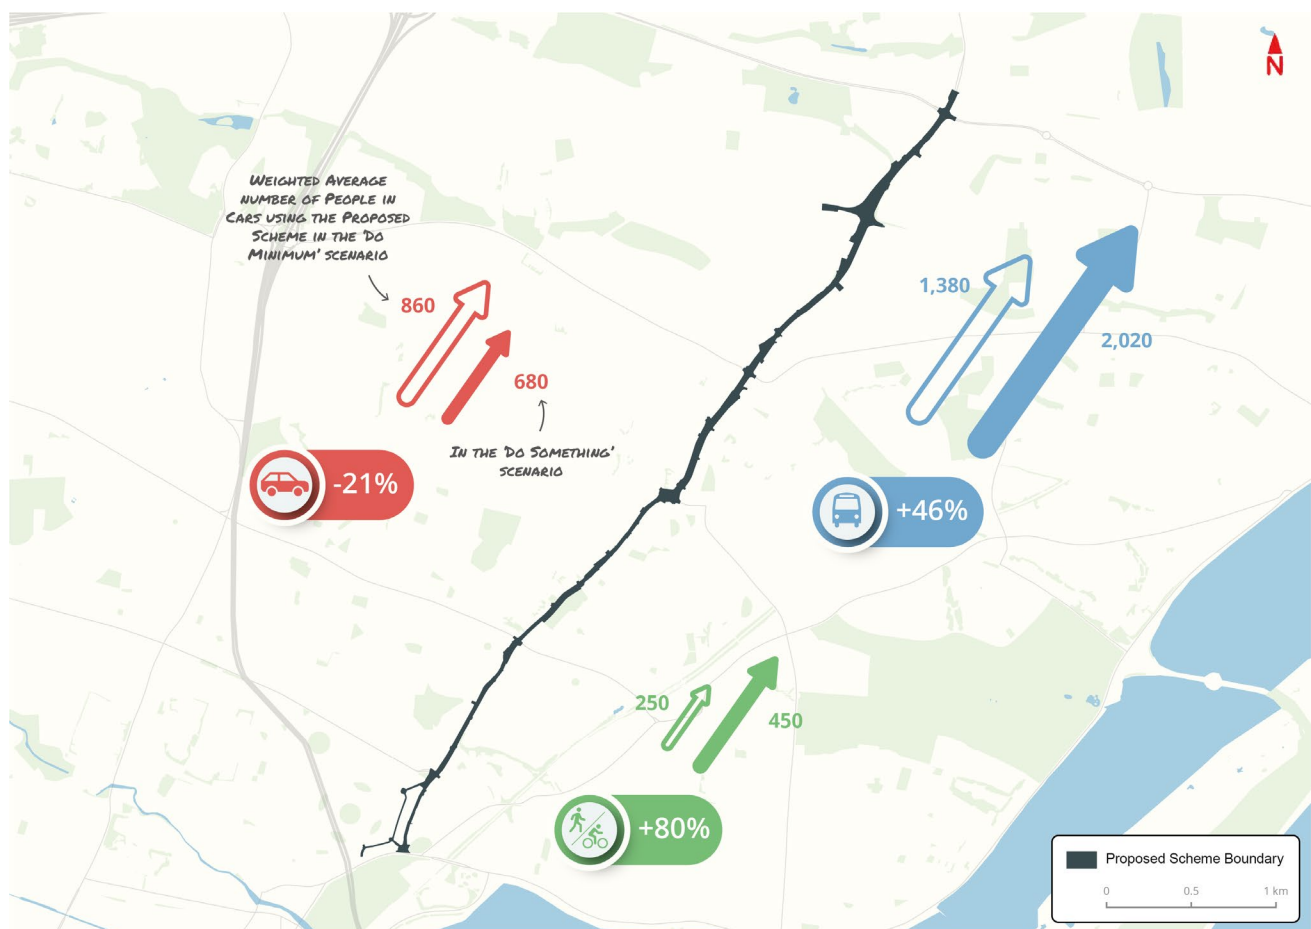 N
WEIGHTED AVERAGE
NUMBER OF PEOPLE IN
CARS USING THE PROPOSED
SCHEME IN THE 'DO
MINIMUM' SCENARIO
860
680
IN THE 'DO SOMETHING'
SCENARIO
-21%
1,380
2,020
+46%
250
450
+80%
Proposed Scheme Boundary
0 0.5 1 km